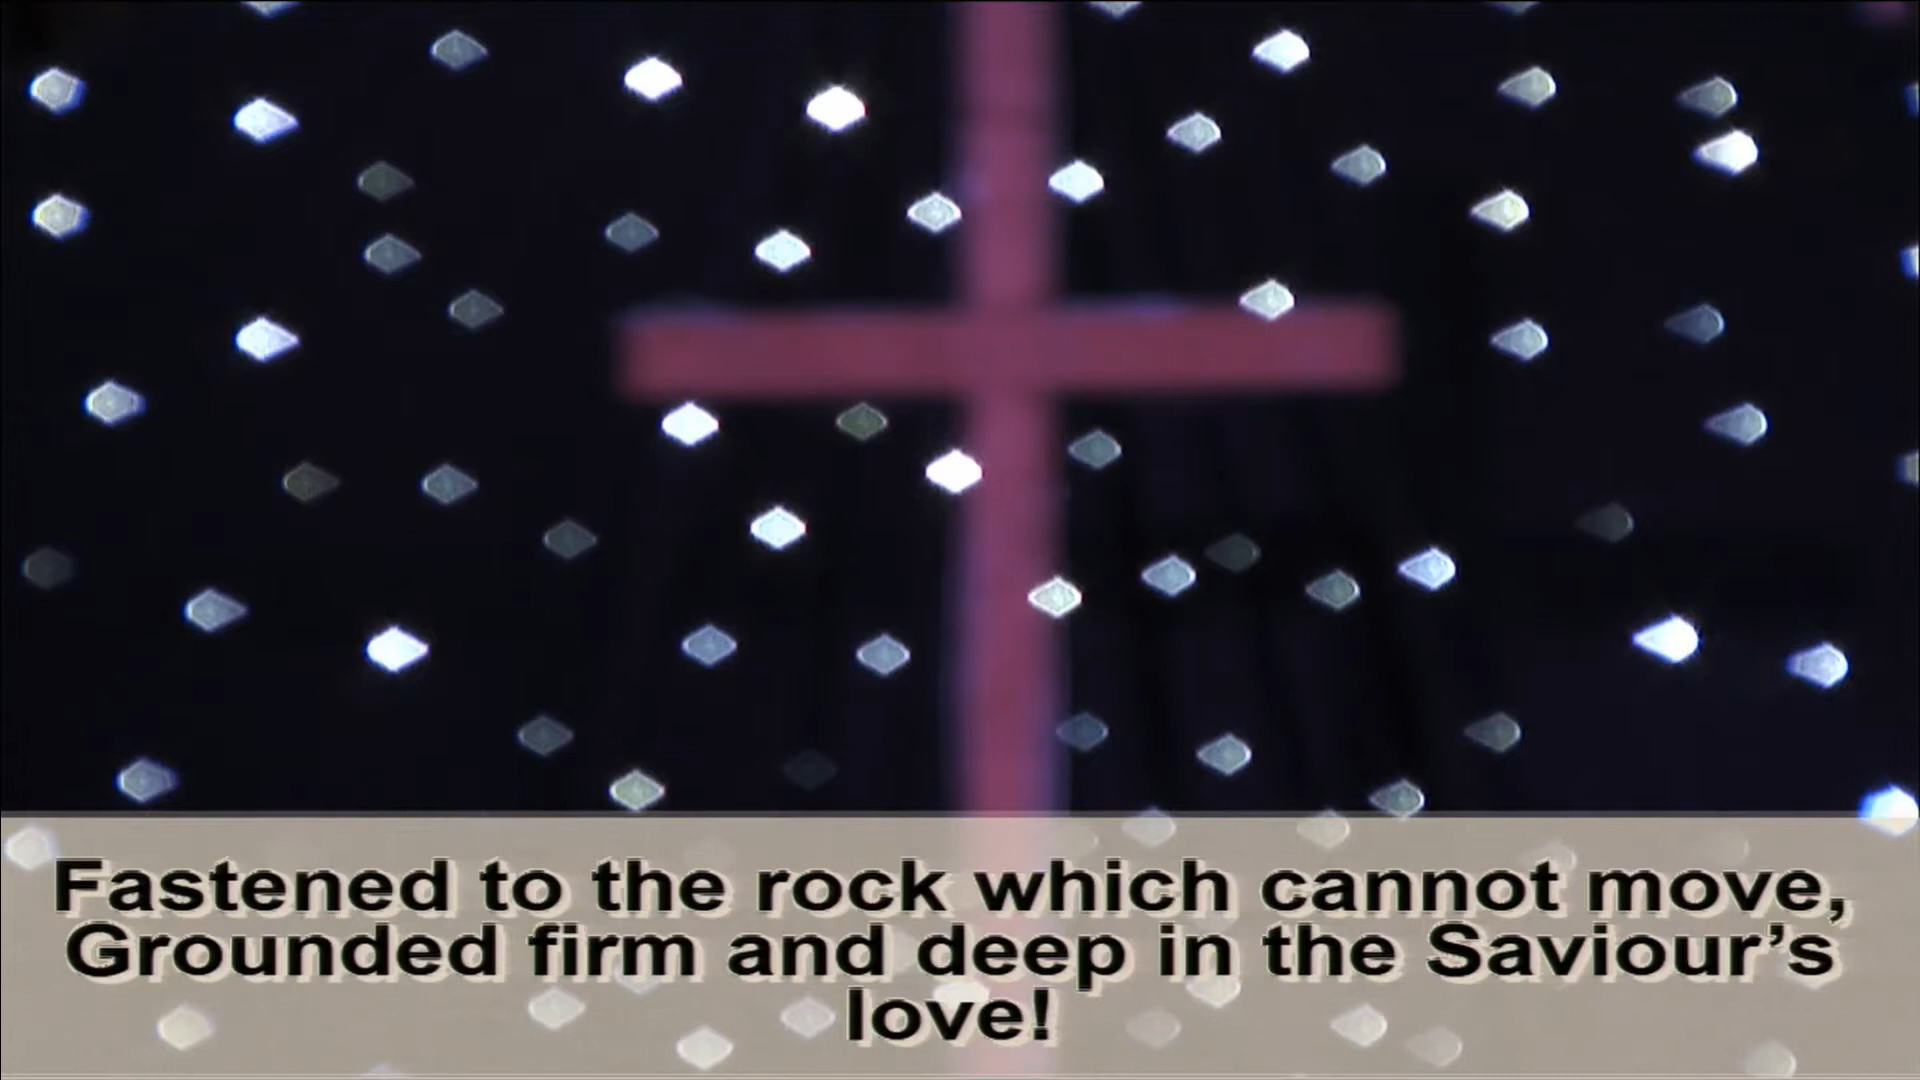 Fastened to the rock which cannot move,
Grounded firm and deep in the Saviour’s
love!